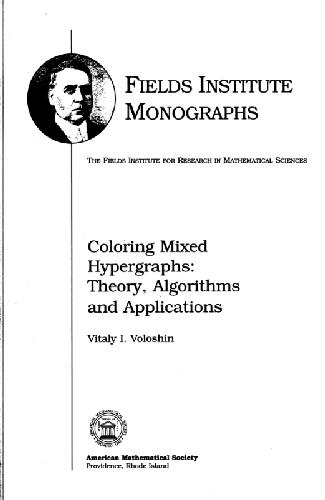 FIELDS INSTITUTE
MONOGRAPHS
THE FIELDS INSTITUTE FOR RESEARCH IN MATHEMATICAL SCIENCES
Coloring Mixed
Hypergraphs:
Theory, Algorithms
and Applications
Vitaly I. Voloshin
American Mathematical Society
Providence, Rhode Island